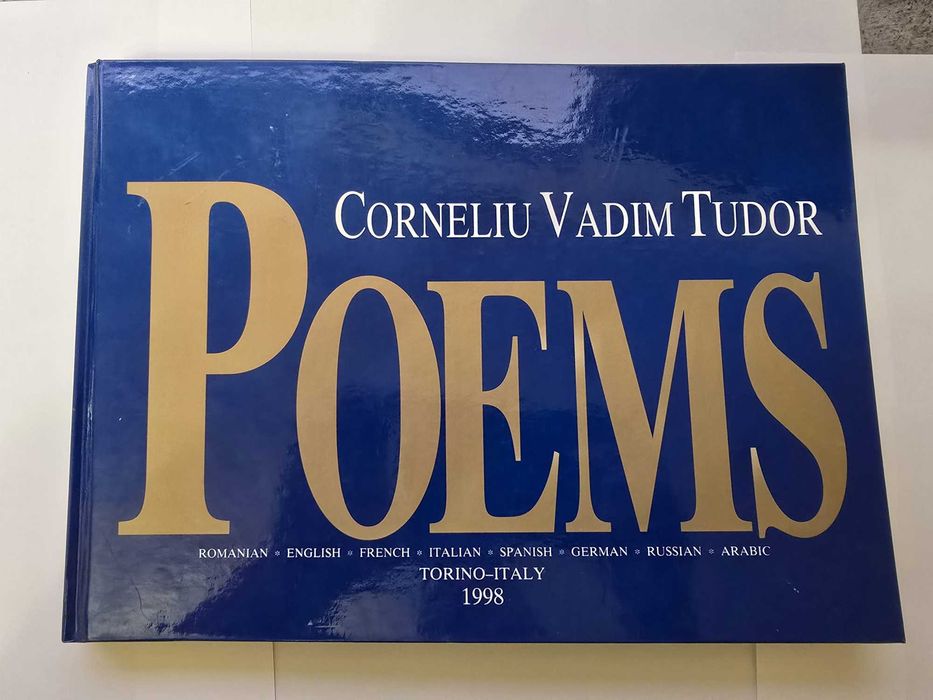 CORNELIU VADIM TUDOR
POEMS
ROMANIAN * ENGLISH * FRENCH * ITALIAN * SPANISH * GERMAN * RUSSIAN * ARABIC
TORINO–ITALY
1998